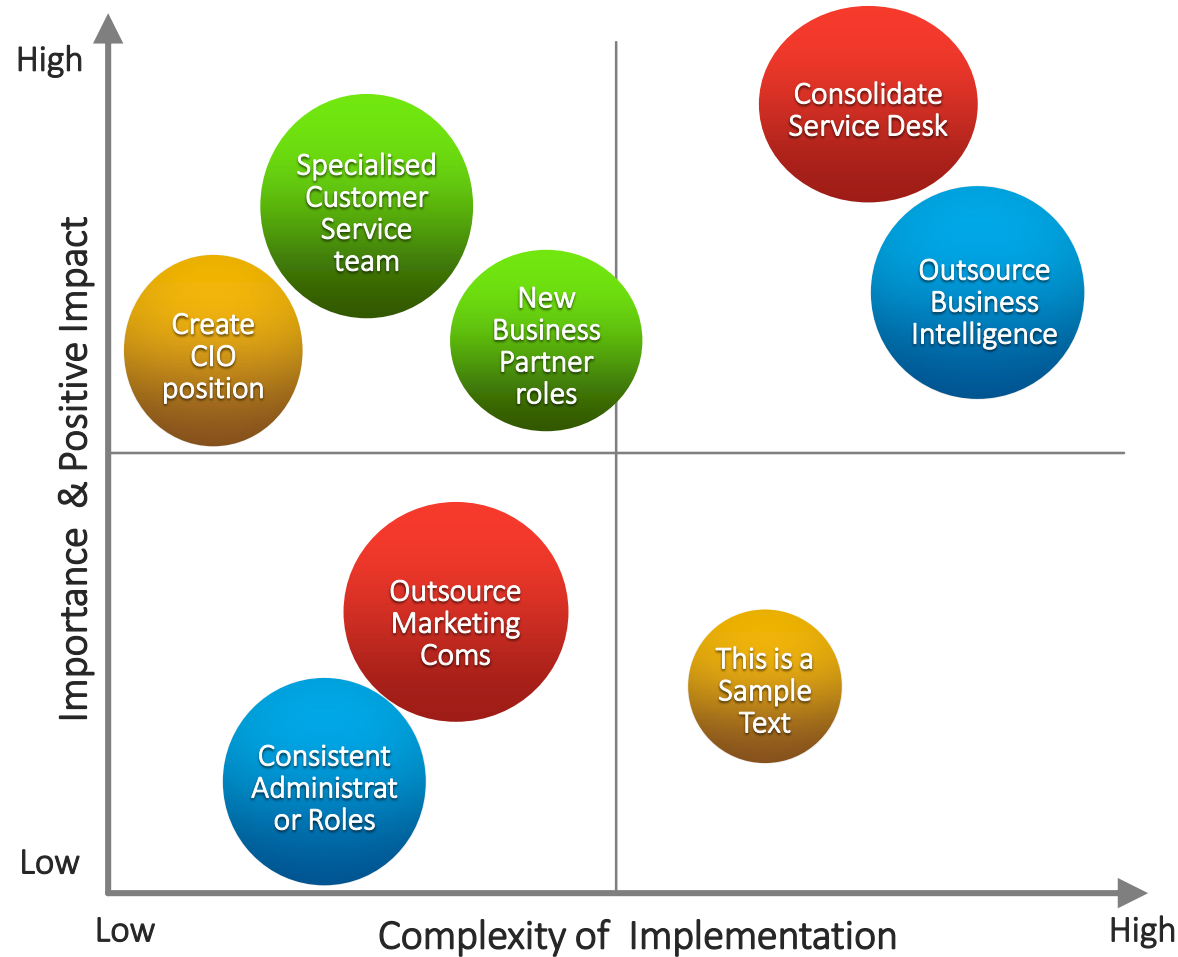 High
Consolidate
Service Desk
Specialised
Customer
Service
team
Outsource
Business
Intelligence
New
Business
Partner
roles
Create
CIO
position
Importance & Positive Impact
Outsource
Marketing
Coms
This is a
Sample
Text
Consistent
Administrat
or Roles
Low
Low
Complexity of Implementation
High